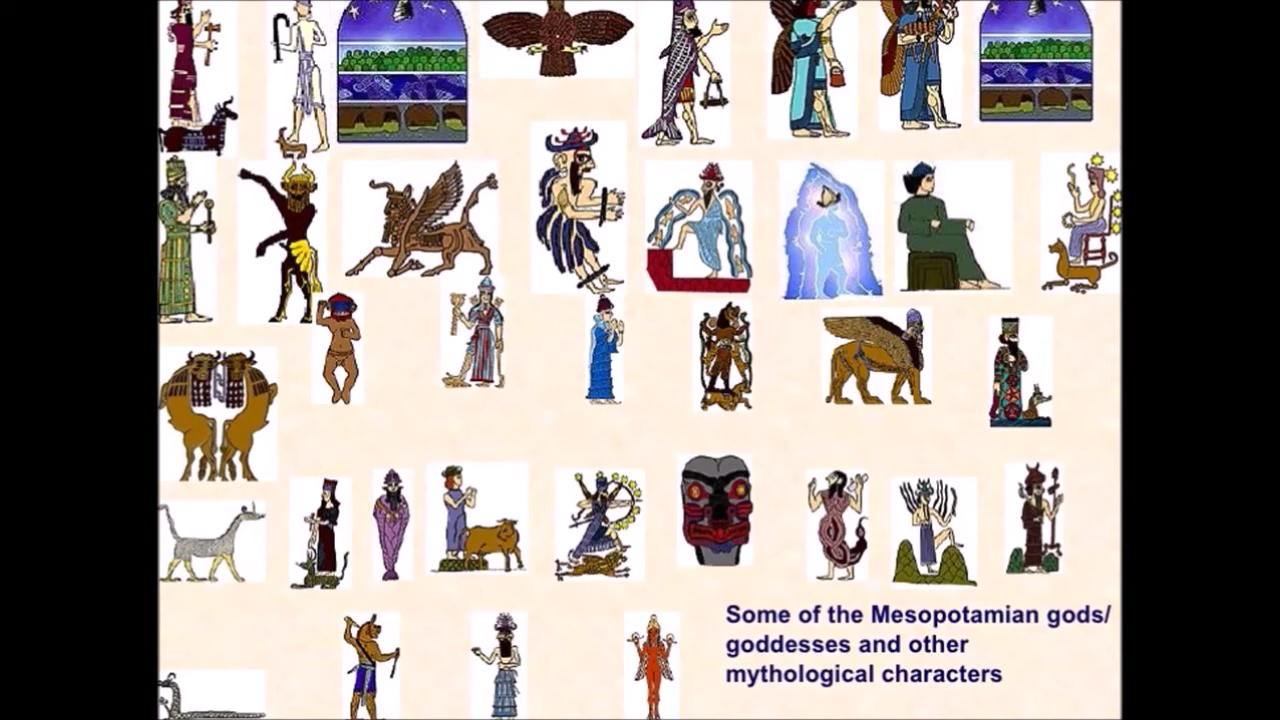 Some of the Mesopotamian gods/
goddesses and other
mythological characters